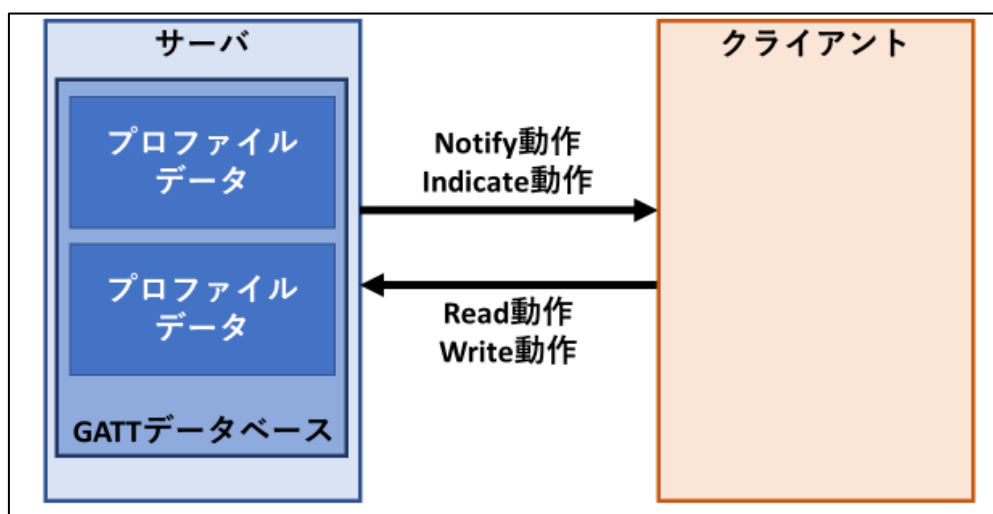 サーバ
クライアント
プロファイル
データ
Notify動作
Indicate動作
プロファイル
データ
Read動作
Write動作
GATTデータベース